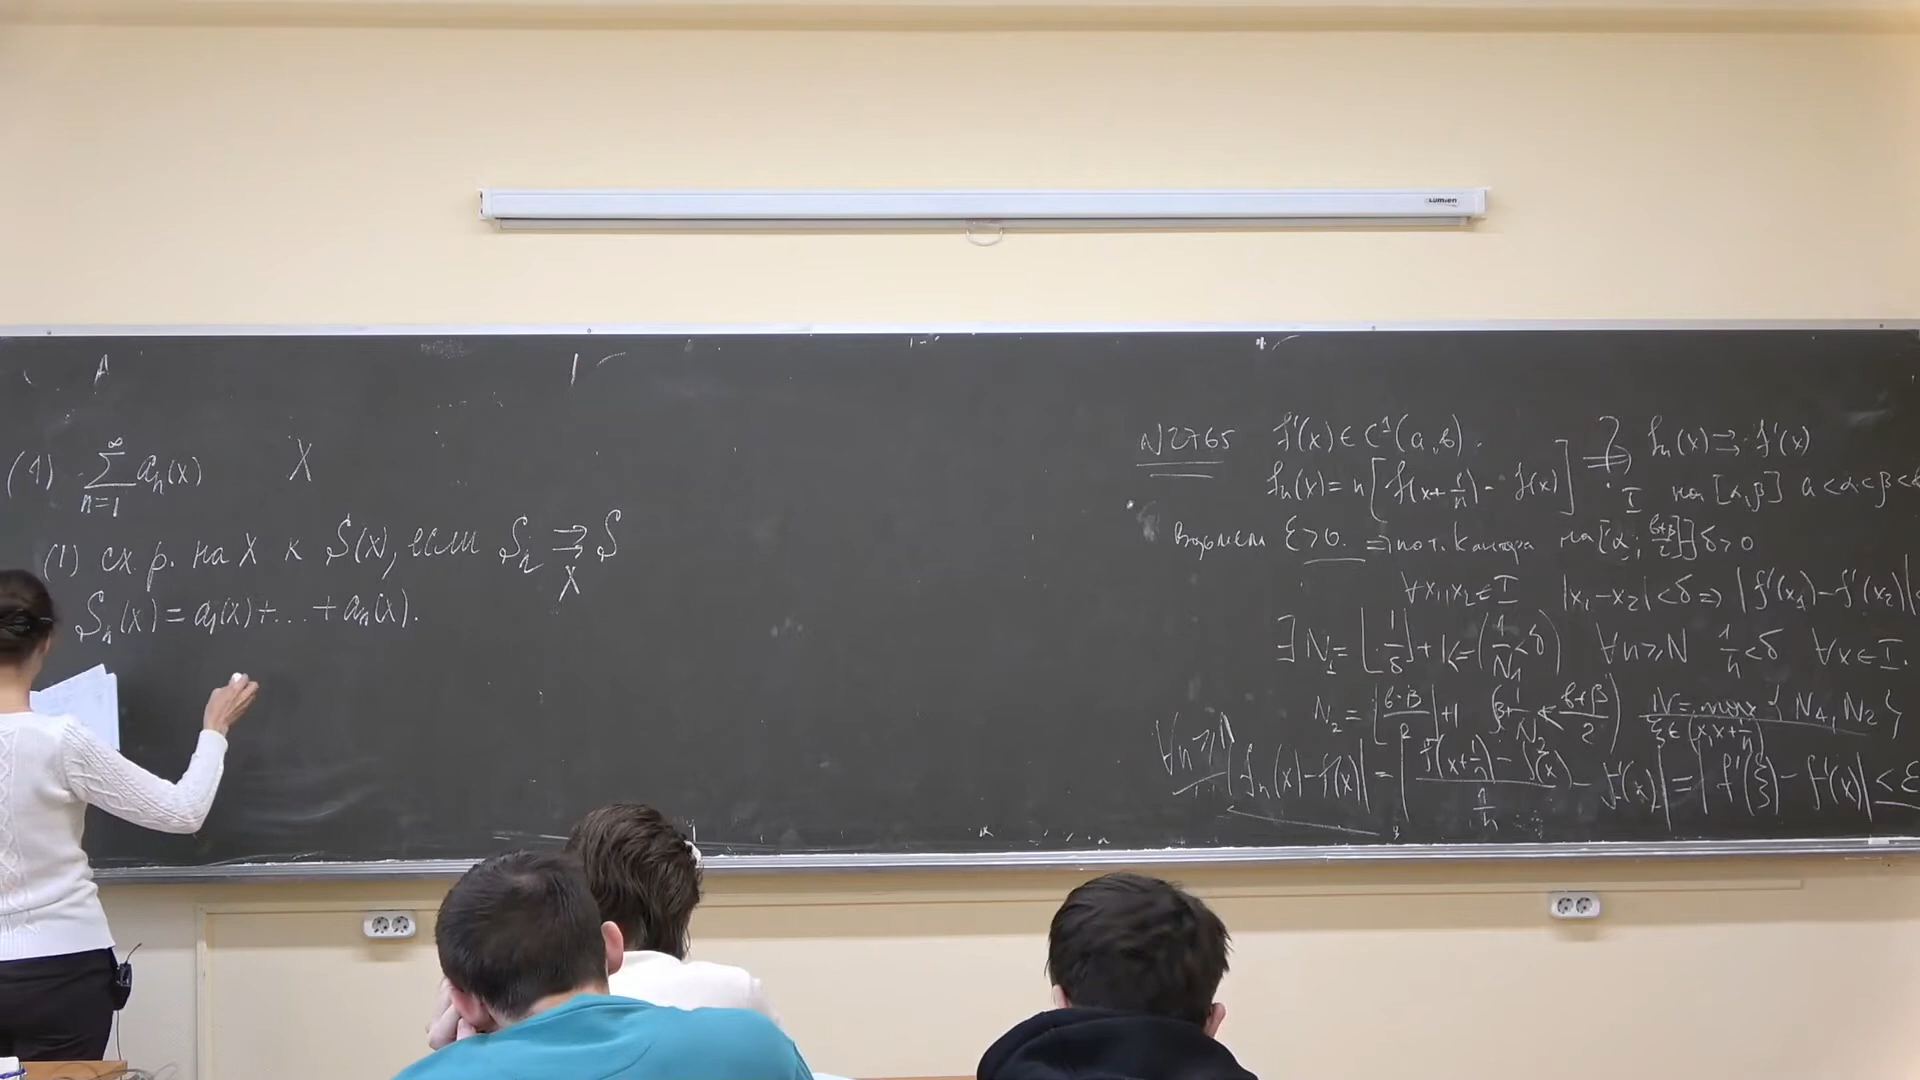 Lumien
(1) ∑_{n=1}^{∞} a_n(x) X
(1) сх. р. на X к S(x), если S_n ⇉_X S
S_n(x) = a_1(x) + ... + a_n(x).
N2765 f'(x) ∈ C^1(a, b). ? f_n(x) ⇉ f'(x)
f_n(x) = n[f(x + 1/n) - f(x)] на [α, β] a < α < β < b
Возьмем ε > 0. ⇒ по т. Кантора на [α; (b+β)/2] ∃ δ > 0
∀x_1, x_2 ∈ I |x_1 - x_2| < δ ⇒ |f'(x_1) - f'(x_2)| <
∃ N_1 = [1/δ] + 1 (1/N_1 < δ) ∀n ≥ N 1/n < δ ∀x ∈ I.
N_2 = +1 (β + 1/N_2 < (b+β)/2) N = max {N_1, N_2}
ξ ∈ (x, x + 1/n)
∀n ≥ N |f_n(x) - f'(x)| = |(f(x + 1/n) - f(x))/(1/n) - f'(x)| = |f'(ξ) - f'(x)| < ε